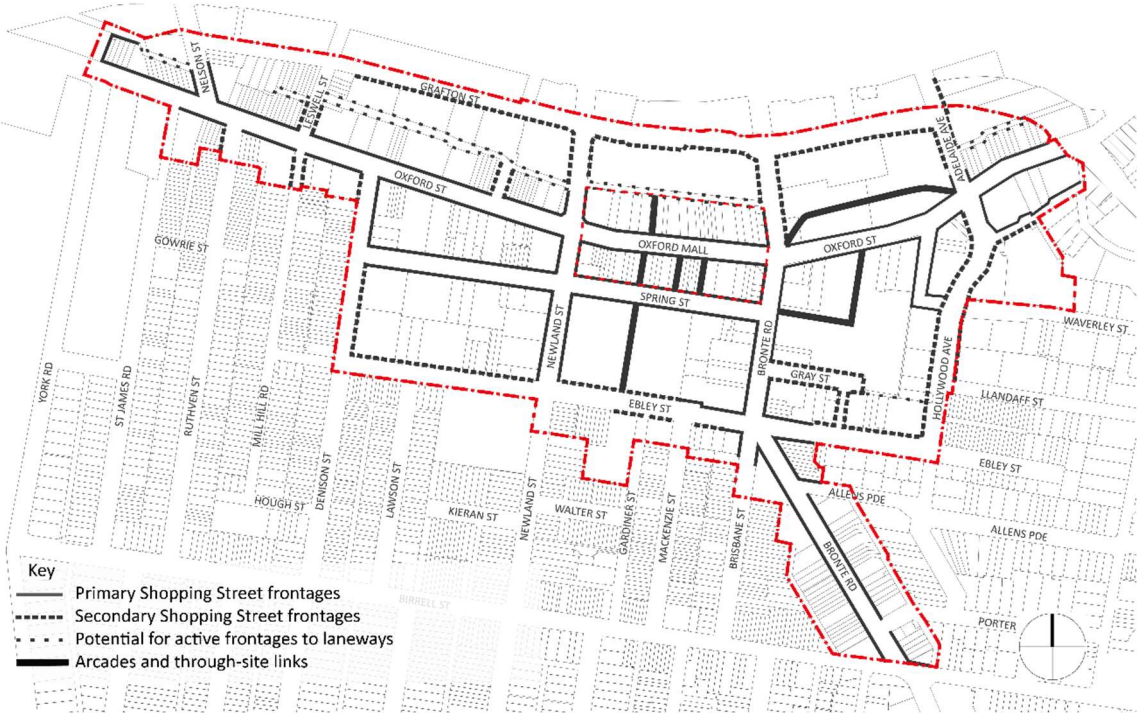 NELSON ST
LESWELL ST
GRAFTON ST
ADELAIDE AVE
OXFORD ST
OXFORD MALL
OXFORD ST
GOWRIE ST
SPRING ST
NEWLAND ST
BRONTE RD
HOLLYWOOD AVE
WAVERLEY ST
GRAY ST
LLANDAFF ST
YORK RD
ST JAMES RD
RUTHVEN ST
MILL HILL RD
EBLEY ST
EBLEY ST
DENISON ST
LAWSON ST
HOUGH ST
KIERAN ST
NEWLAND ST
WALTER ST
GARDINER ST
MACKENZIE ST
BRISBANE ST
ALLENS PDE
ALLENS PDE
BRONTE RD
BIRRELL ST
PORTER
Key
Primary Shopping Street frontages
Secondary Shopping Street frontages
Potential for active frontages to laneways
Arcades and through-site links